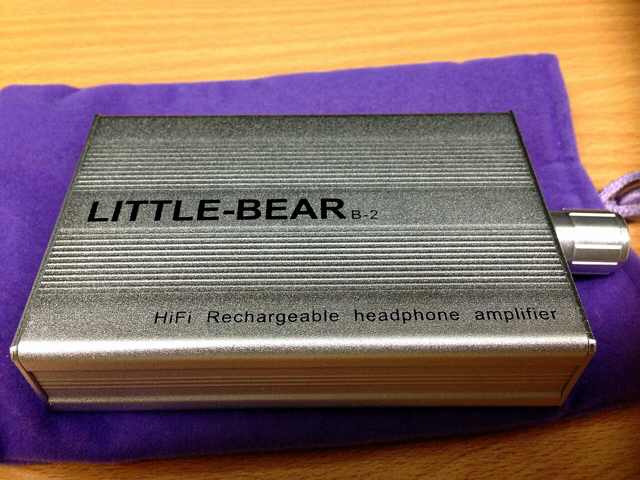 LITTLE-BEAR B-2
HiFi Rechargeable headphone amplifier